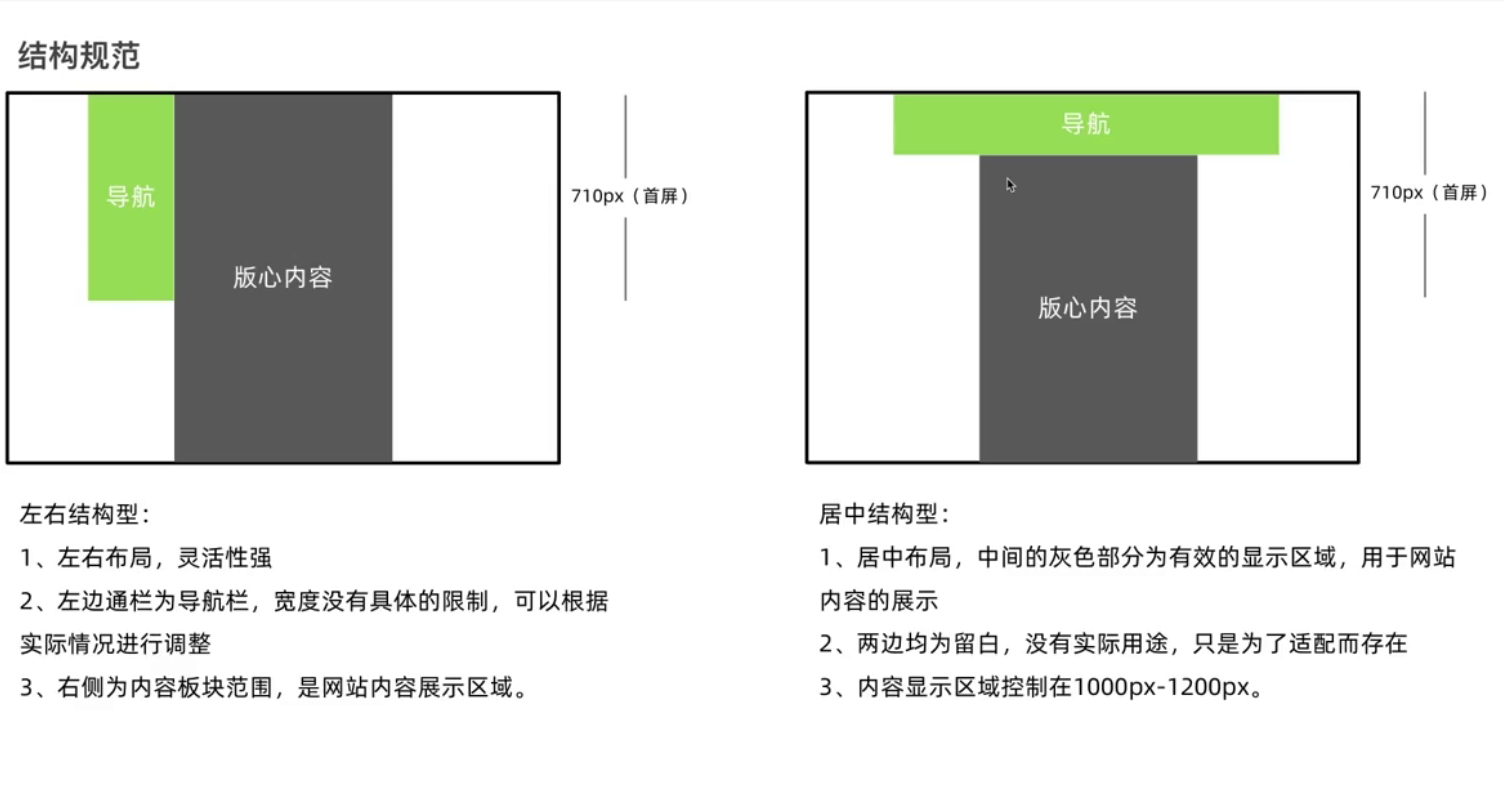 结构规范
导航
版心内容
710px（首屏）
导航
版心内容
710px（首屏）
左右结构型：
1、左右布局，灵活性强
2、左边通栏为导航栏，宽度没有具体的限制，可以根据
实际情况进行调整
3、右侧为内容板块范围，是网站内容展示区域。
居中结构型：
1、居中布局，中间的灰色部分为有效的显示区域，用于网站
内容的展示
2、两边均为留白，没有实际用途，只是为了适配而存在
3、内容显示区域控制在1000px-1200px。